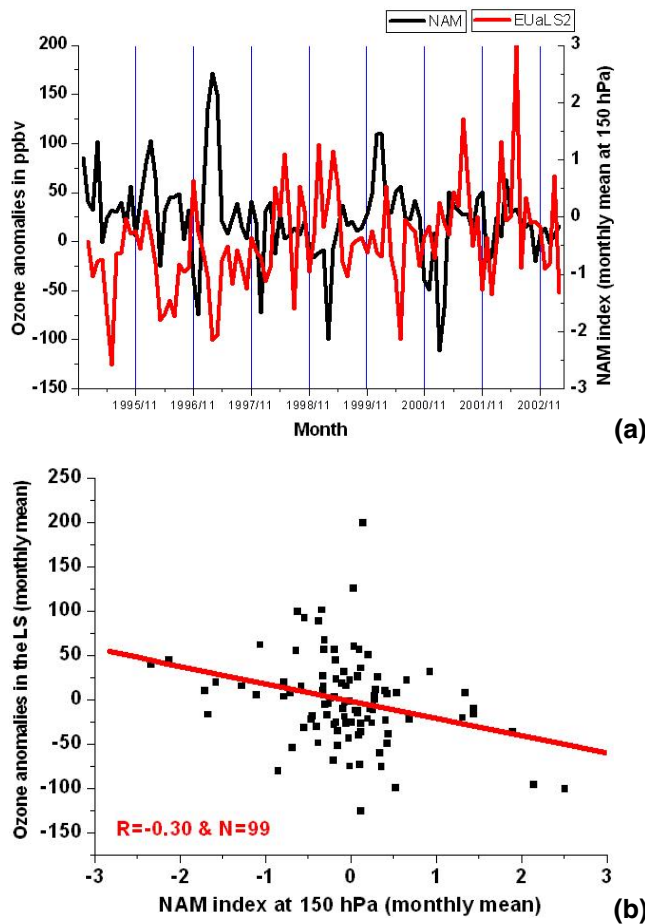 NAM EUaLS2
200
150
100
50
0
-50
-100
-150
Ozone anomalies in ppbv
3
2
1
0
-1
-2
-3
NAM index (monthly mean at 150 hPa)
1995/11 1996/11 1997/11 1998/11 1999/11 2000/11 2001/11 2002/11
Month
(a)
250
200
150
100
50
0
-50
-100
-150
Ozone anomalies in the LS (monthly mean)
R=-0.30 & N=99
-3 -2 -1 0 1 2 3
NAM index at 150 hPa (monthly mean)
(b)